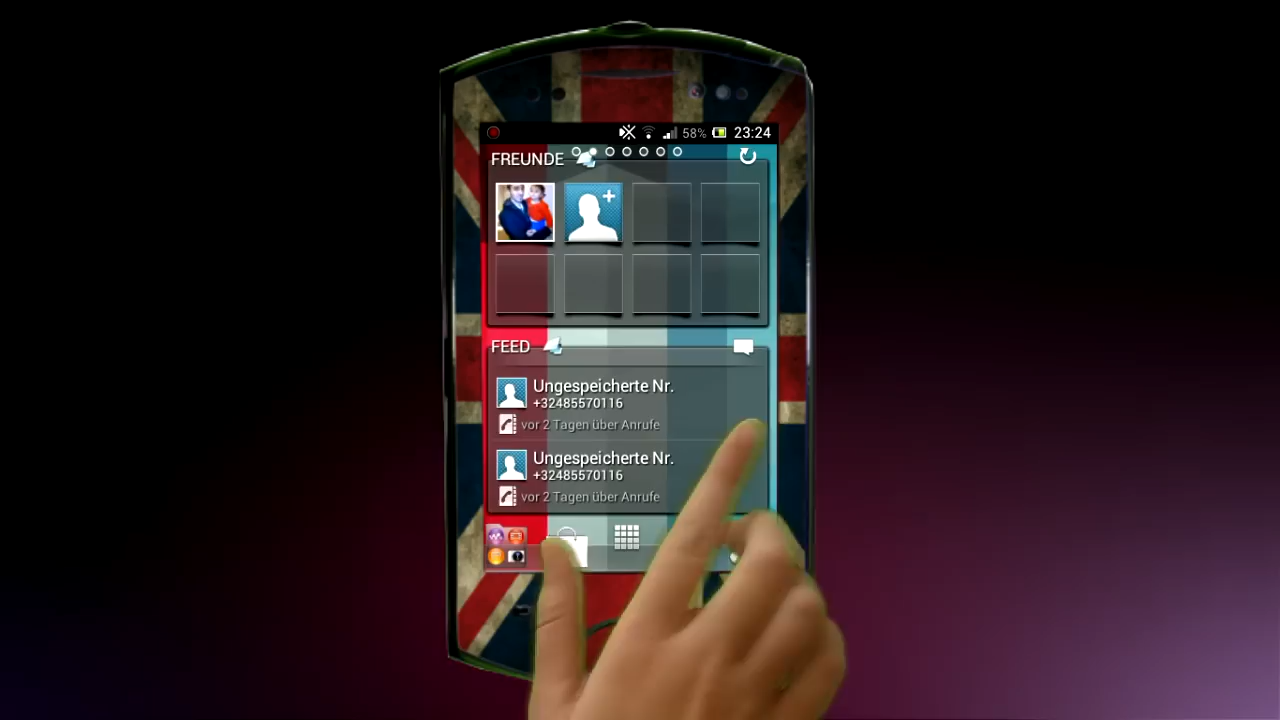 58% 23:24
FREUNDE
FEED
Ungespeicherte Nr.
+32485570116
vor 2 Tagen über Anrufe
Ungespeicherte Nr.
+32485570116
vor 2 Tagen über Anrufe